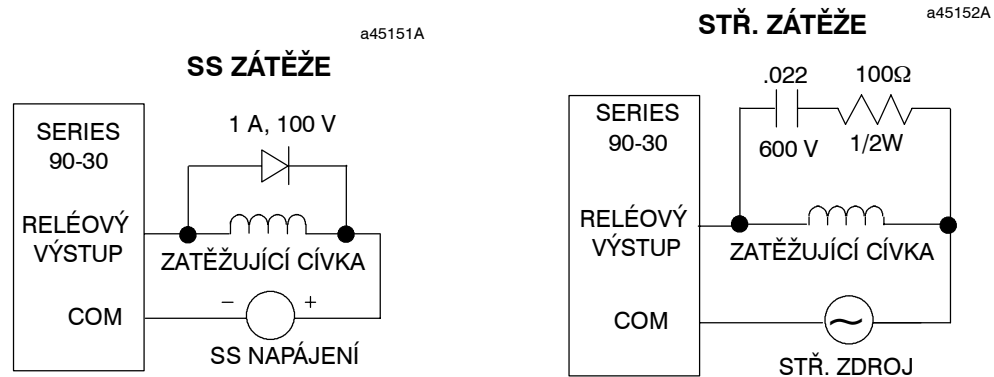 a45151A
SS ZÁTĚŽE
1 A, 100 V
SERIES
90-30
RELÉOVÝ
VÝSTUP
ZATĚŽUJÍCÍ CÍVKA
COM
– +
SS NAPÁJENÍ
a45152A
STŘ. ZÁTĚŽE
.022 100Ω
600 V 1/2W
SERIES
90-30
RELÉOVÝ
VÝSTUP
ZATĚŽUJÍCÍ CÍVKA
COM
STŘ. ZDROJ